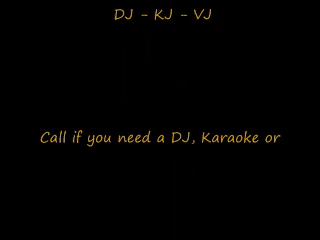 DJ - KJ - VJ
Call if you need a DJ, Karaoke or